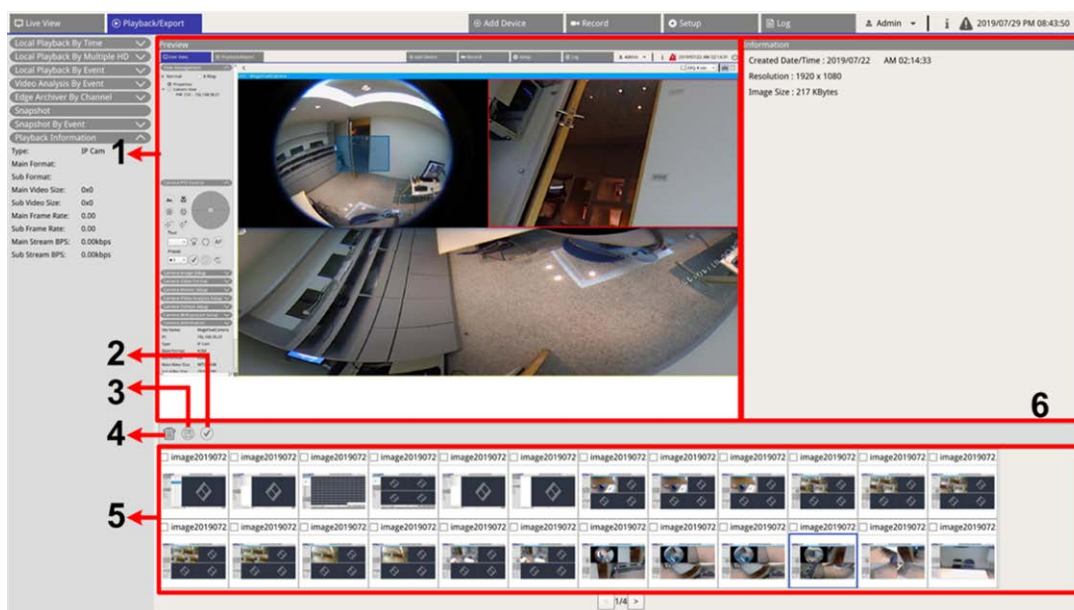 Live View
Playback/Export
Add Device
Record
Setup
Log
Admin
i
2019/07/29 PM 08:43:50
Local Playback By Time
Local Playback By Multiple HD
Local Playback By Event
Video Analysis By Event
Edge Archiver By Channel
Snapshot
Snapshot By Event
Playback Information
Type: IP Cam
Main Format:
Sub Format:
Main Video Size: 0x0
Sub Video Size: 0x0
Main Frame Rate: 0.00
Sub Frame Rate: 0.00
Main Stream BPS: 0.00kbps
Sub Stream BPS: 0.00kbps
Preview
Information
Created Date/Time : 2019/07/22 AM 02:14:33
Resolution : 1920 x 1080
Image Size : 217 KBytes
1
2
3
4
5
6
image2019072 image2019072 image2019072 image2019072 image2019072 image2019072 image2019072 image2019072 image2019072 image2019072 image2019072 image2019072
image2019072 image2019072 image2019072 image2019072 image2019072 image2019072 image2019072 image2019072 image2019072 image2019072 image2019072 image2019072
< 1/4 >